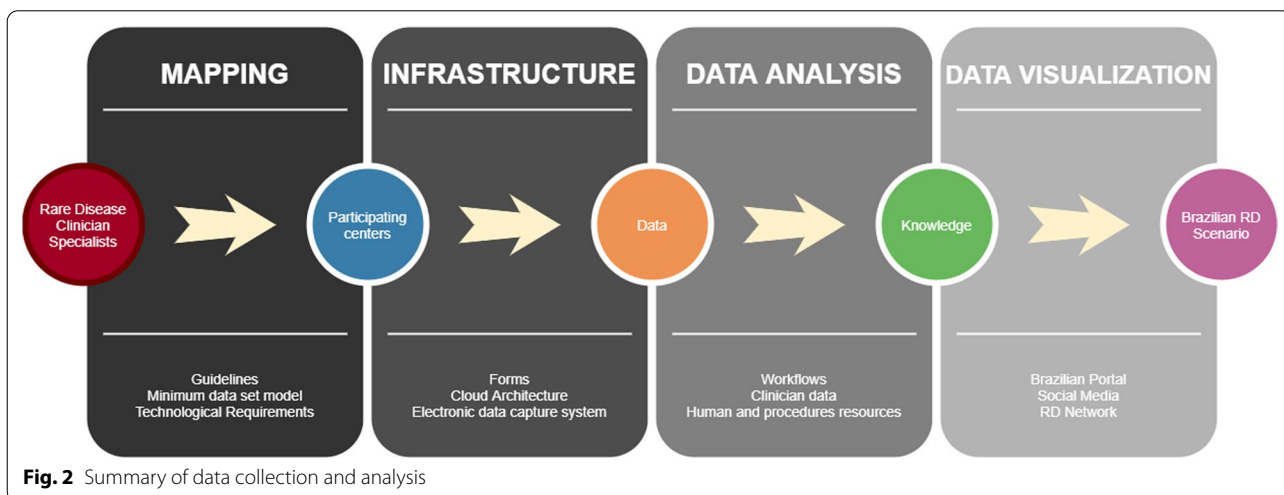 MAPPING
INFRASTRUCTURE
DATA ANALYSIS
DATA VISUALIZATION
Rare Disease
Clinician
Specialists
Participating
centers
Data
Knowledge
Brazilian RD
Scenario
Guidelines
Minimum data set model
Technological Requirements
Forms
Cloud Architecture
Electronic data capture system
Workflows
Clinician data
Human and procedures resources
Brazilian Portal
Social Media
RD Network
Fig. 2 Summary of data collection and analysis